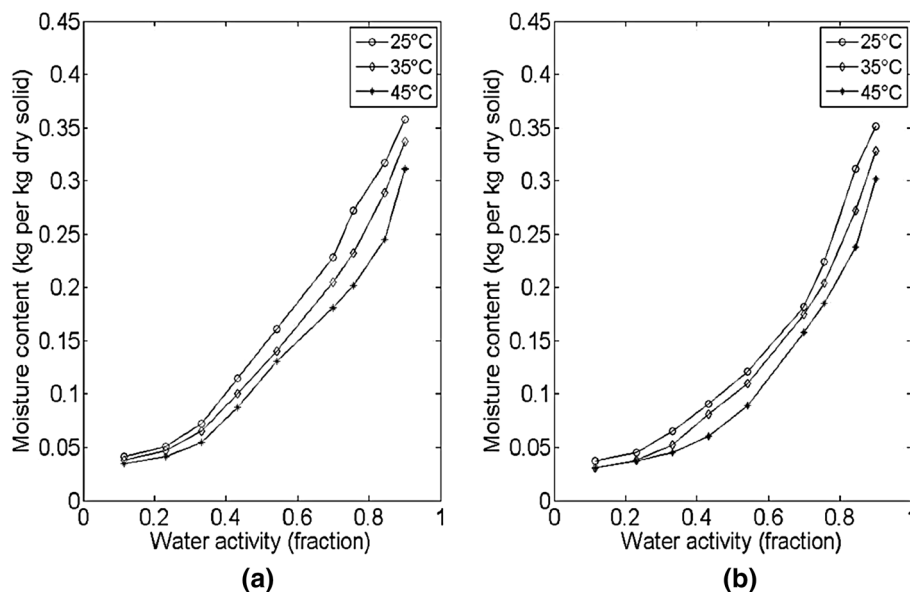 0.45
0.4
0.35
0.3
0.25
0.2
0.15
0.1
0.05
0
Moisture content (kg per kg dry solid)
25°C
35°C
45°C
0 0.2 0.4 0.6 0.8 1
Water activity (fraction)
(a)
0.45
0.4
0.35
0.3
0.25
0.2
0.15
0.1
0.05
0
Moisture content (kg per kg dry solid)
25°C
35°C
45°C
0 0.2 0.4 0.6 0.8 1
Water activity (fraction)
(b)